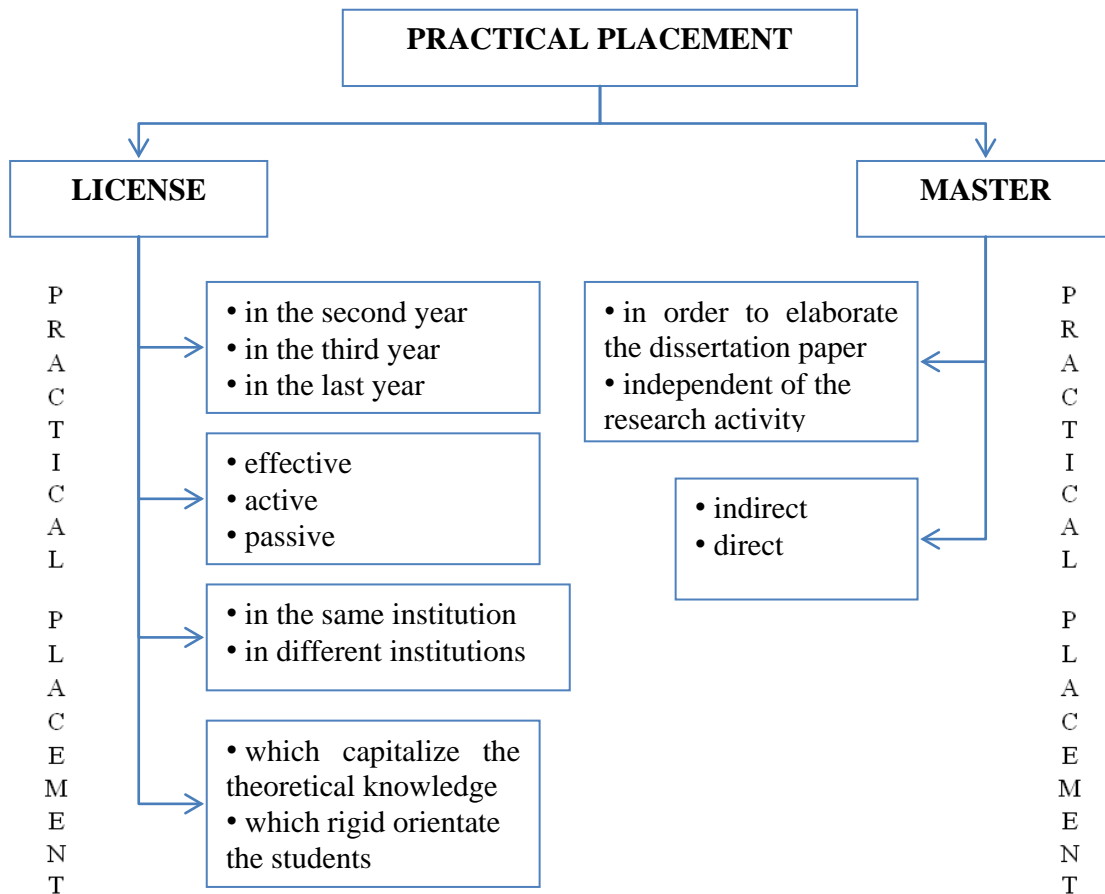 PRACTICAL PLACEMENT
LICENSE
MASTER
P
R
A
C
T
I
C
A
L
P
L
A
C
E
M
E
N
T
• in the second year
• in the third year
• in the last year
• effective
• active
• passive
• in the same institution
• in different institutions
• which capitalize the
theoretical knowledge
• which rigid orientate
the students
• in order to elaborate
the dissertation paper
• independent of the
research activity
• indirect
• direct
P
R
A
C
T
I
C
A
L
P
L
A
C
E
M
E
N
T